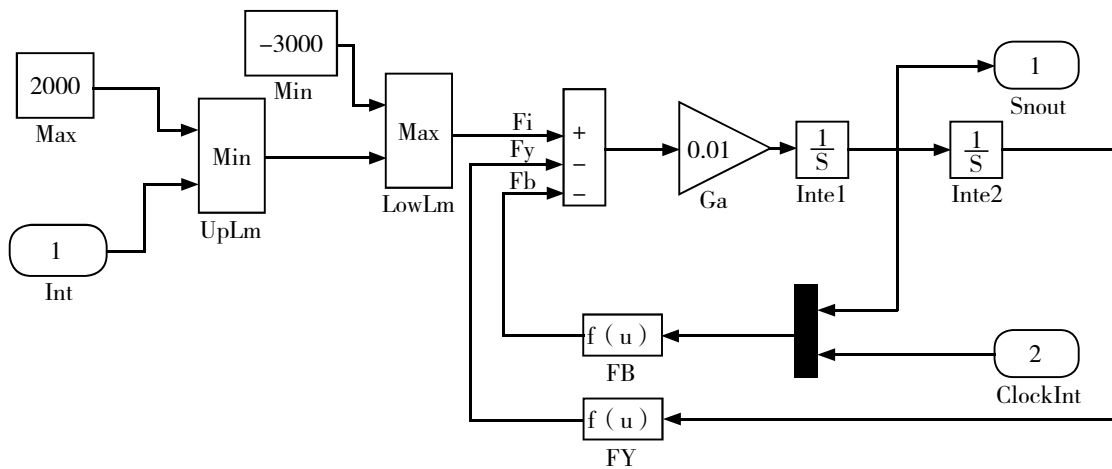 2000
Max
−3000
Min
Min
UpLm
1
Int
Max
LowLm
Fi
Fy
Fb
+
−
−
0.01
Ga
1
S
Inte1
1
S
Inte2
1
Snout
2
ClockInt
f ( u )
FB
f ( u )
FY